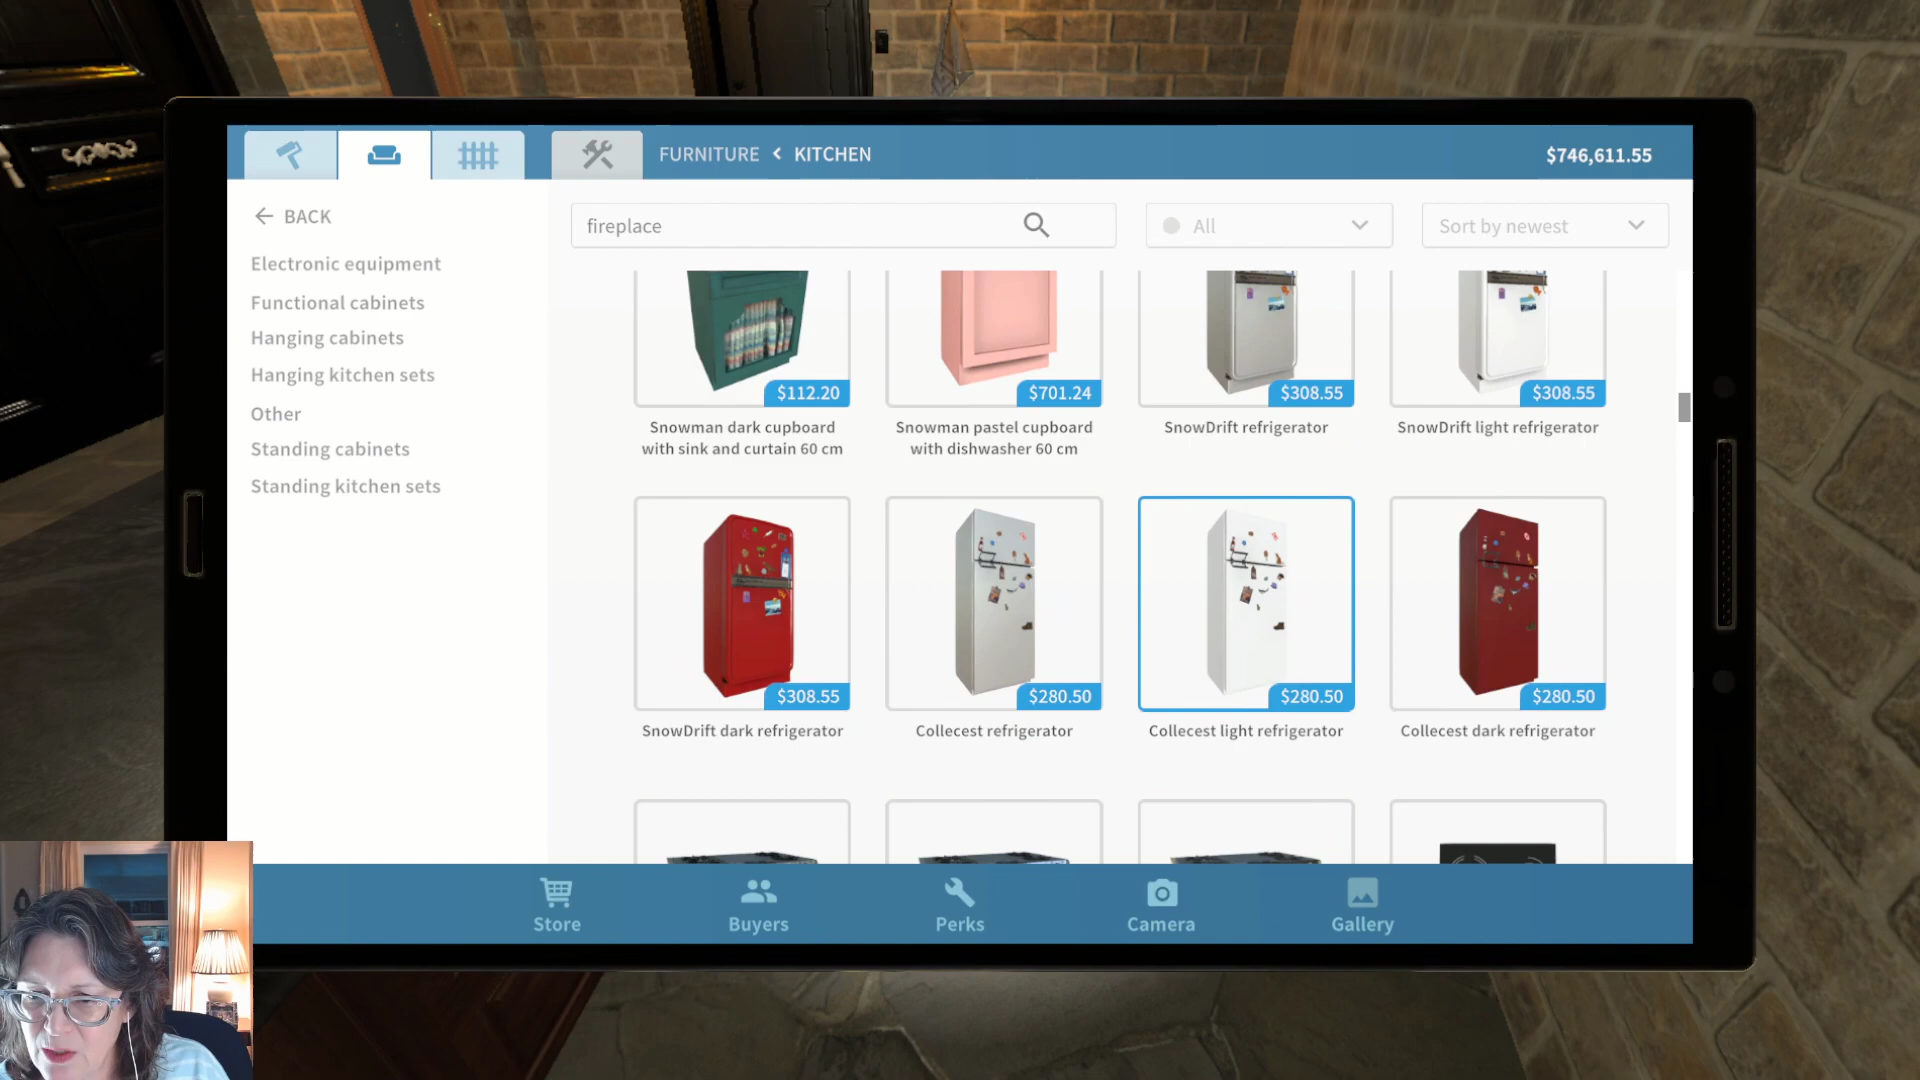 FURNITURE < KITCHEN
$746,611.55
BACK
fireplace
All
Sort by newest
Electronic equipment
Functional cabinets
Hanging cabinets
Hanging kitchen sets
Other
Standing cabinets
Standing kitchen sets
$112.20
$701.24
$308.55
$308.55
Snowman dark cupboard
with sink and curtain 60 cm
Snowman pastel cupboard
with dishwasher 60 cm
SnowDrift refrigerator
SnowDrift light refrigerator
$308.55
$280.50
$280.50
$280.50
SnowDrift dark refrigerator
Collecest refrigerator
Collecest light refrigerator
Collecest dark refrigerator
Store
Buyers
Perks
Camera
Gallery